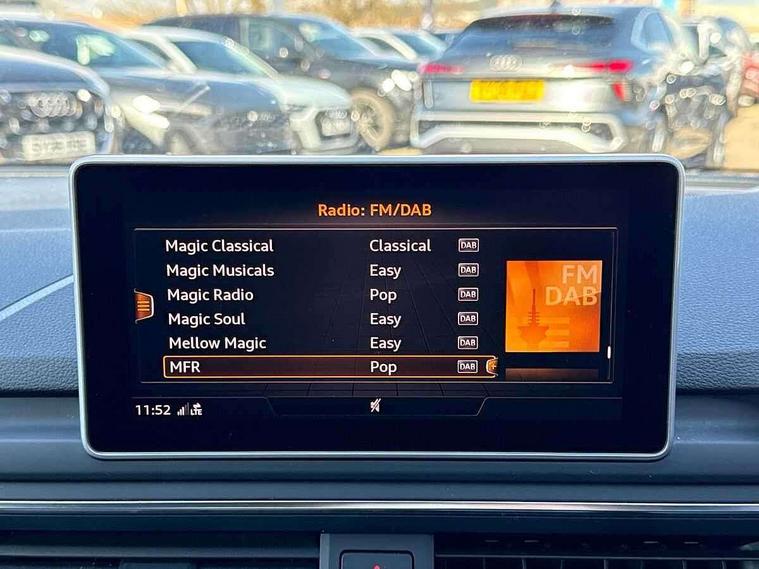 Radio: FM/DAB
Magic Classical Classical DAB
Magic Musicals Easy DAB
Magic Radio Pop DAB
Magic Soul Easy DAB
Mellow Magic Easy DAB
MFR Pop DAB
FM
DAB
11:52 LTE